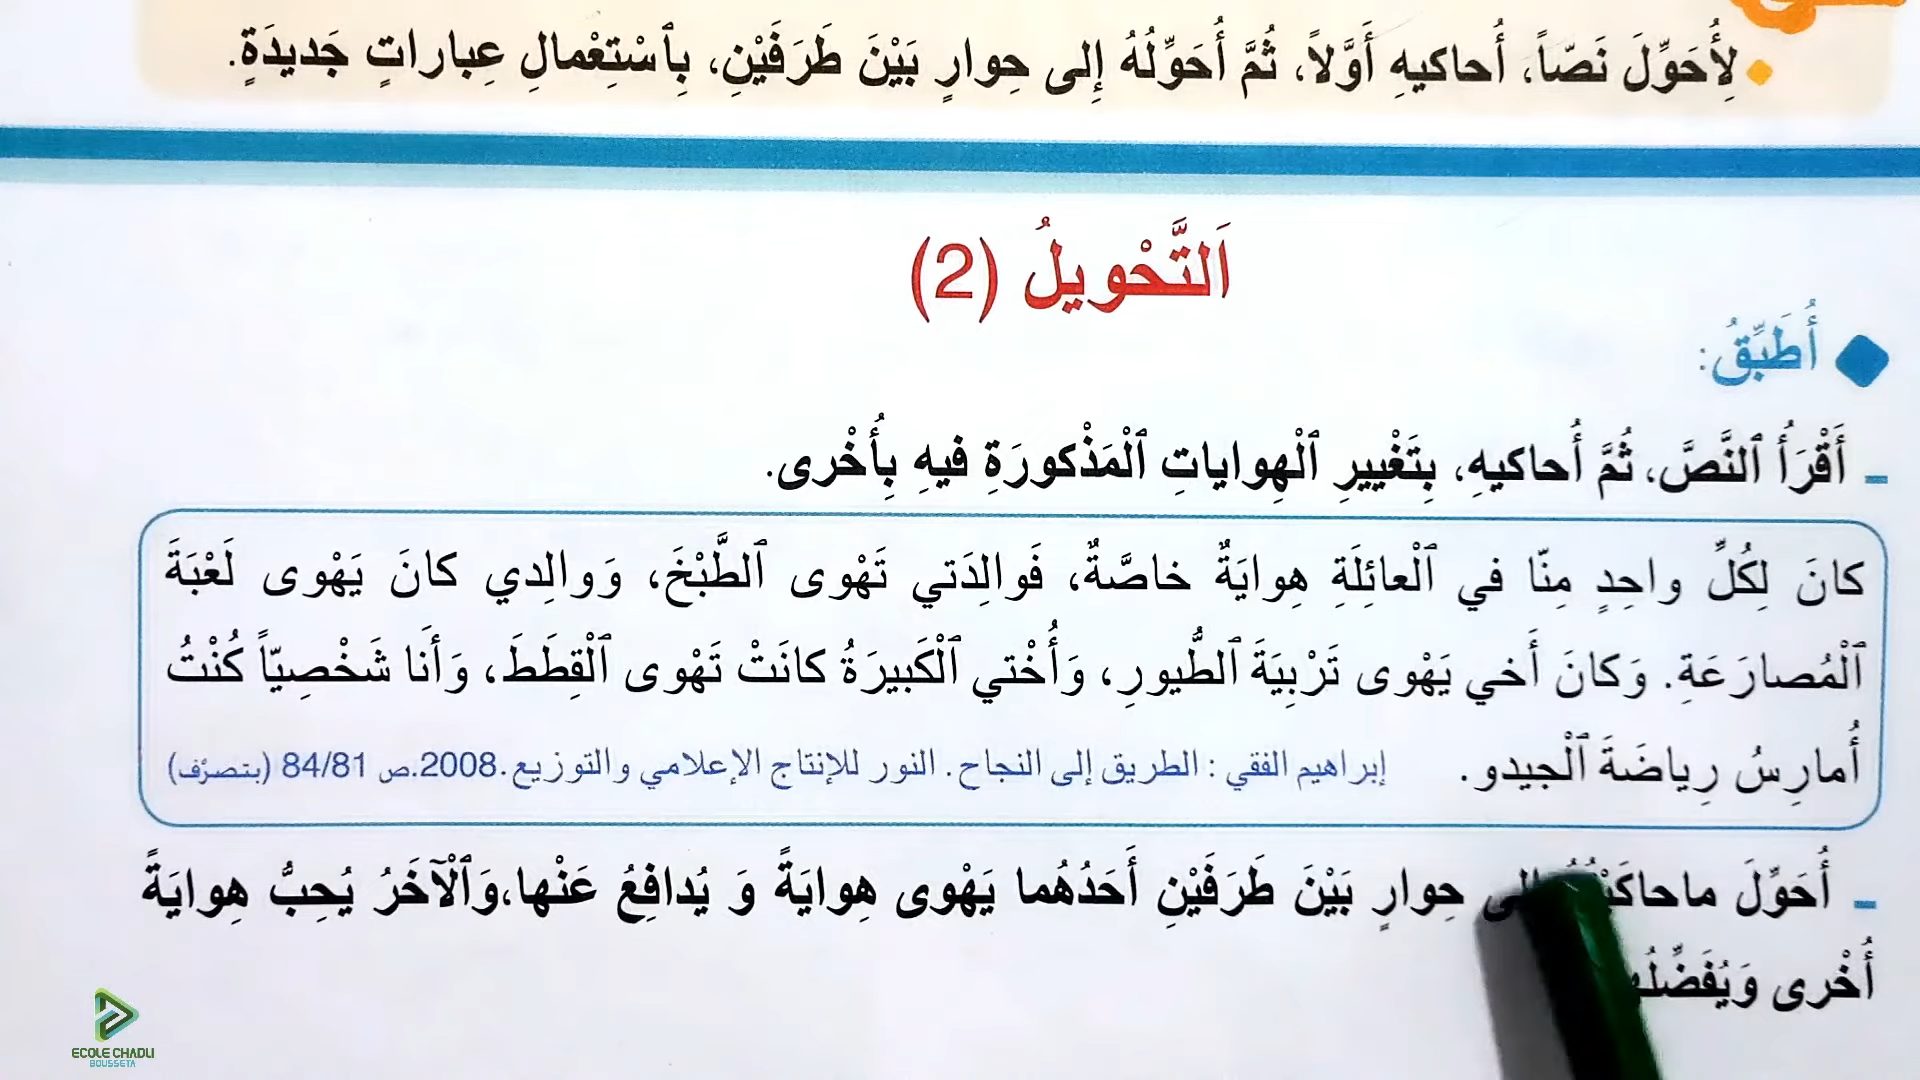 • لِأُحَوِّلَ نَصّاً، أُحاكيهِ أَوَّلاً، ثُمَّ أُحَوِّلُهُ إِلى حِوارٍ بَيْنَ طَرَفَيْنِ، بِٱسْتِعْمالِ عِباراتٍ جَديدَةٍ.
اَلتَّحْويلُ (2)
أُطَبِّقُ:
- أَقْرَأُ ٱلنَّصَّ، ثُمَّ أُحاكيهِ، بِتَغْييرِ ٱلْهِواياتِ ٱلْمَذْكورَةِ فيهِ بِأُخْرى.
كانَ لِكُلِّ واحِدٍ مِنّا في ٱلْعائِلَةِ هِوايَةٌ خاصَّةٌ، فَوالِدَتي تَهْوى ٱلطَّبْخَ، وَوالِدي كانَ يَهْوى لَعْبَةَ
ٱلْمُصارَعَةِ. وَكانَ أَخي يَهْوى تَرْبِيَةَ ٱلطُّيورِ، وَأُخْتي ٱلْكَبيرَةُ كانَتْ تَهْوى ٱلْقِطَطَ، وَأَنا شَخْصِيّاً كُنْتُ
أُمارِسُ رِياضَةَ ٱلْجيدو. إبراهيم الفقي : الطريق إلى النجاح. النور للإنتاج الإعلامي والتوزيع.2008.ص 84/81 (بتصرّف)
- أُحَوِّلَ حِوارٍ بَيْنَ طَرَفَيْنِ أَحَدُهُما يَهْوى هِوايَةً وَ يُدافِعُ عَنْها،وَٱلْآخَرُ يُحِبُّ هِوايَةً
أُخْرى
ECOLE CHADLI
BOUSSETA